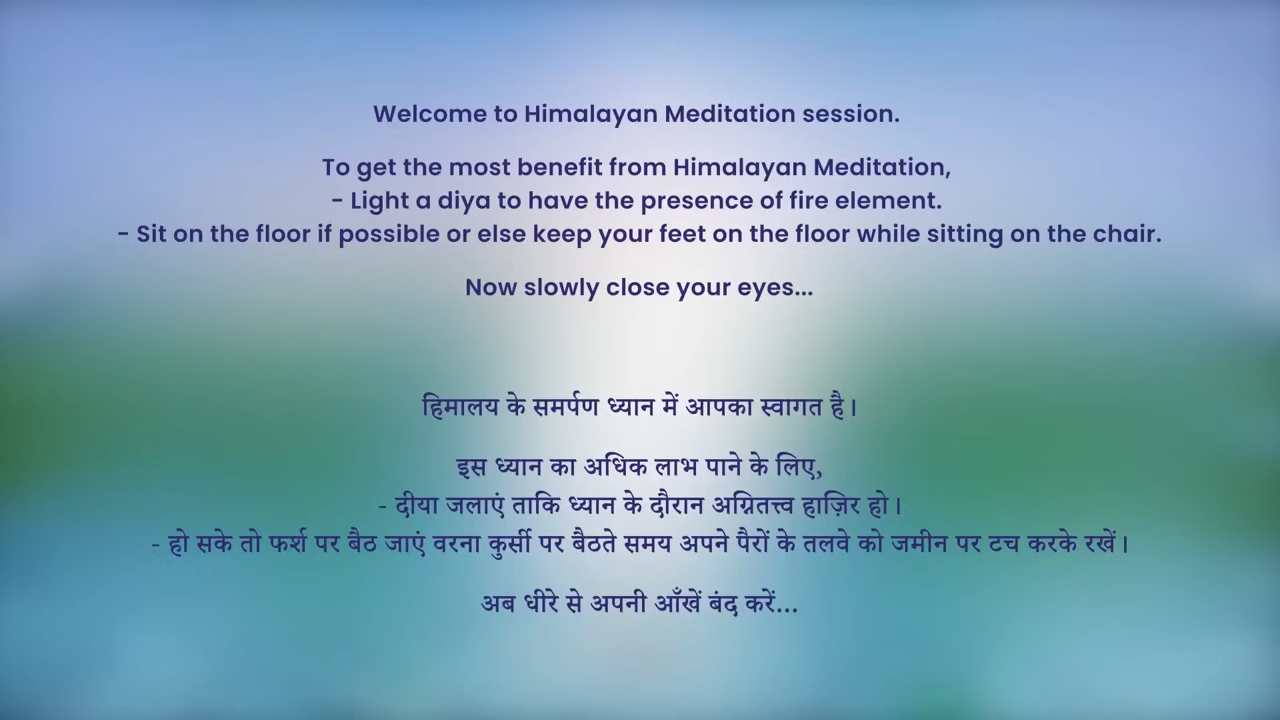 Welcome to Himalayan Meditation session.
To get the most benefit from Himalayan Meditation,
- Light a diya to have the presence of fire element.
- Sit on the floor if possible or else keep your feet on the floor while sitting on the chair.
Now slowly close your eyes...
हिमालय के समर्पण ध्यान में आपका स्वागत है।
इस ध्यान का अधिक लाभ पाने के लिए,
- दीया जलाएं ताकि ध्यान के दौरान अग्नितत्त्व हाज़िर हो।
- हो सके तो फर्श पर बैठ जाएं वरना कुर्सी पर बैठते समय अपने पैरों के तलवे को जमीन पर टच करके रखें।
अब धीरे से अपनी आँखें बंद करें...